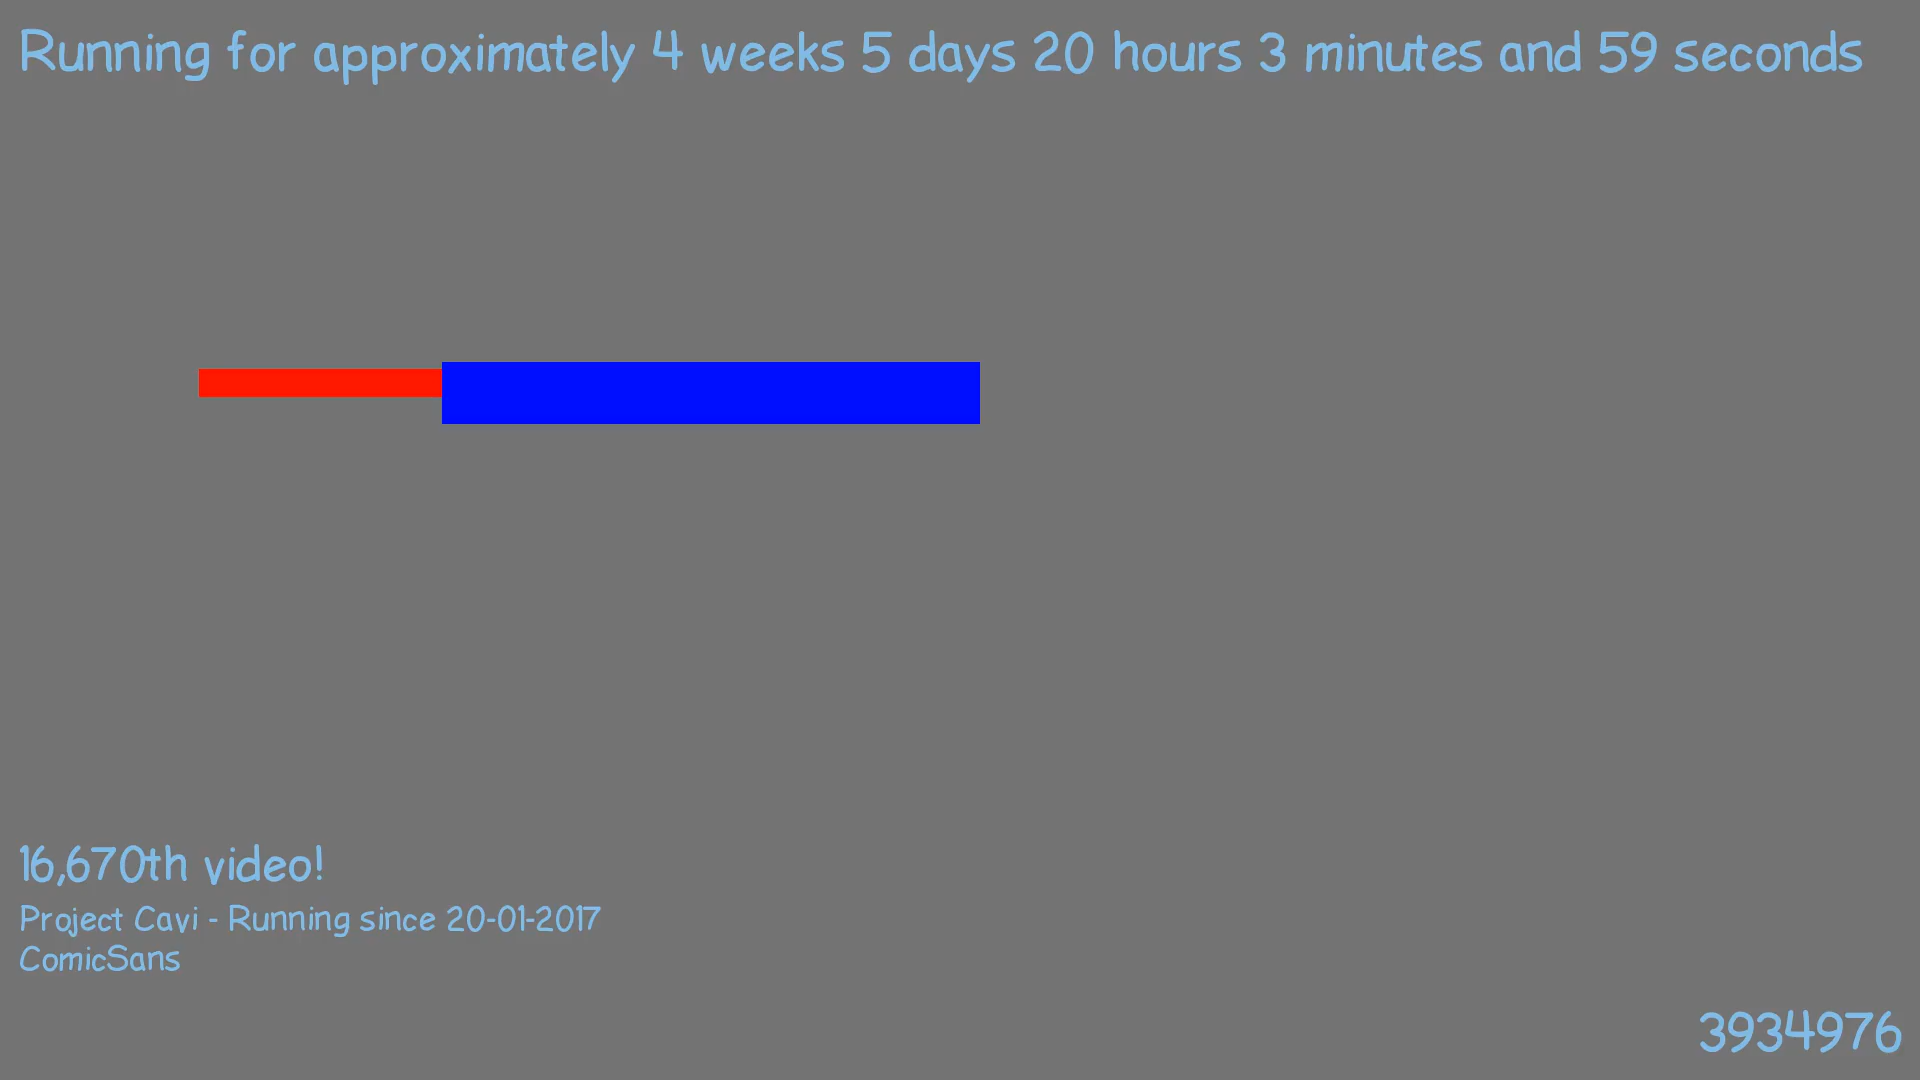 Running for approximately 4 weeks 5 days 20 hours 3 minutes and 59 seconds
16,670th video!
Project Cavi - Running since 20-01-2017
ComicSans
3934976